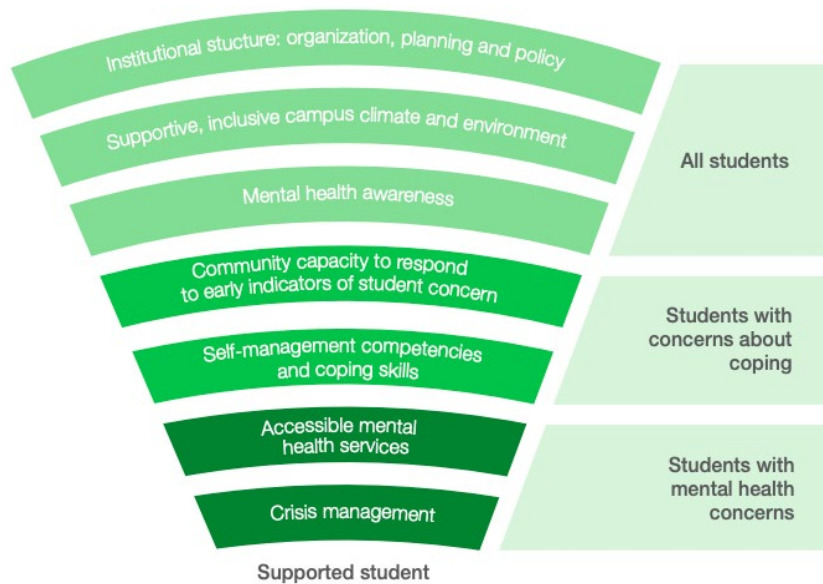 Institutional stucture: organization, planning and policy
Supportive, inclusive campus climate and environment
Mental health awareness
All students
Community capacity to respond
to early indicators of student concern
Self-management competencies
and coping skills
Students with
concerns about
coping
Accessible mental
health services
Crisis management
Students with
mental health
concerns
Supported student